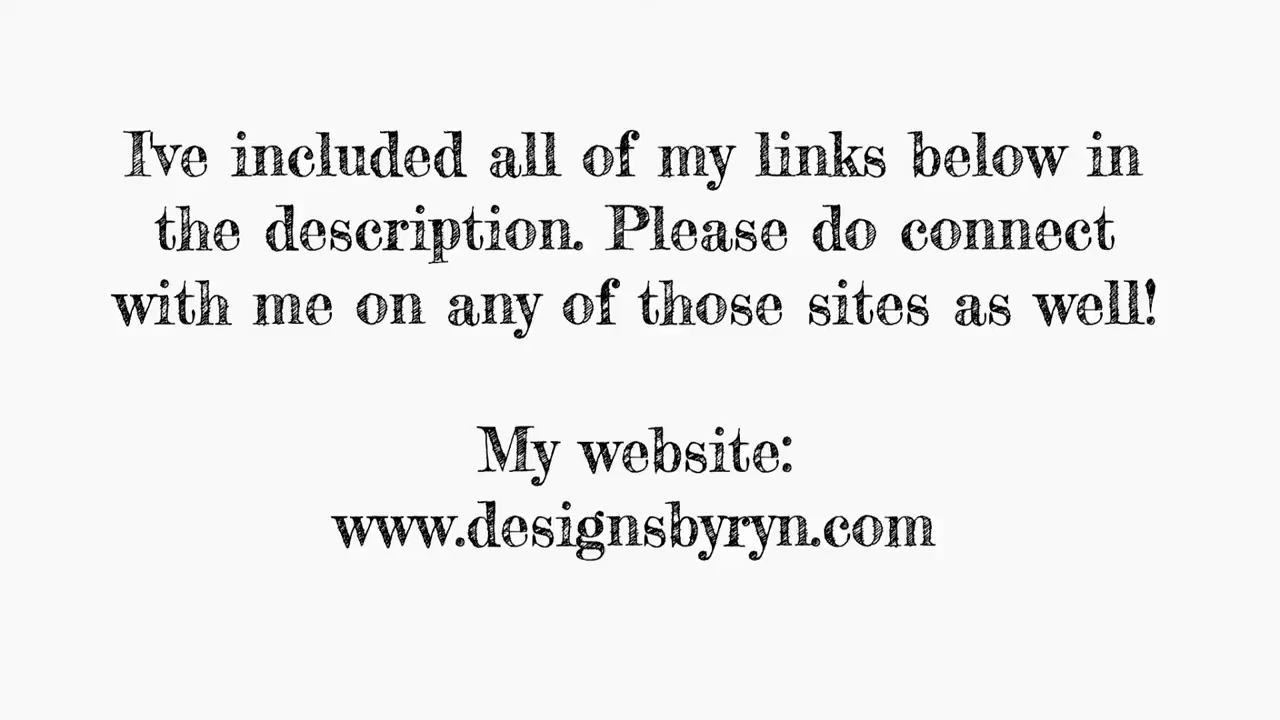 I've included all of my links below in
the description. Please do connect
with me on any of those sites as well!
My website:
www.designsbyryn.com